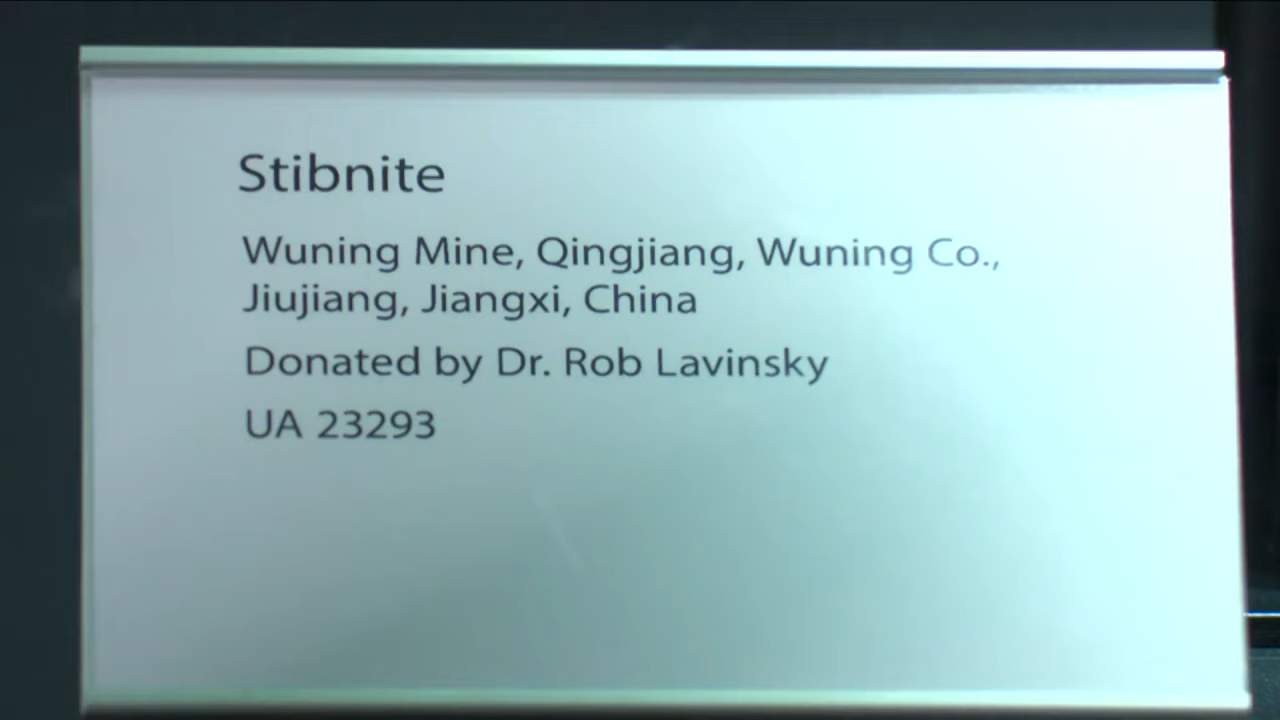 Stibnite
Wuning Mine, Qingjiang, Wuning Co.,
Jiujiang, Jiangxi, China
Donated by Dr. Rob Lavinsky
UA 23293